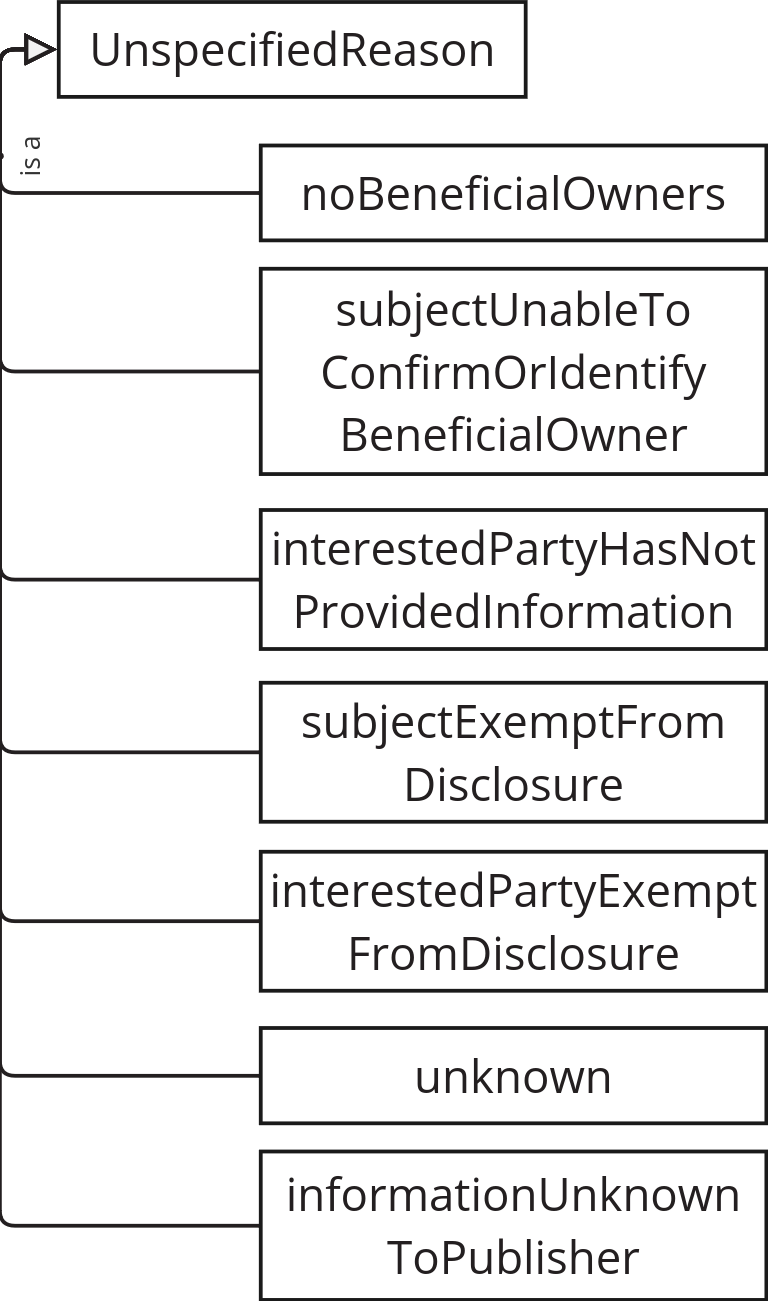 UnspecifiedReason
is a
noBeneficialOwners
subjectUnableTo
ConfirmOrIdentify
BeneficialOwner
interestedPartyHasNot
ProvidedInformation
subjectExemptFrom
Disclosure
interestedPartyExempt
FromDisclosure
unknown
informationUnknown
ToPublisher